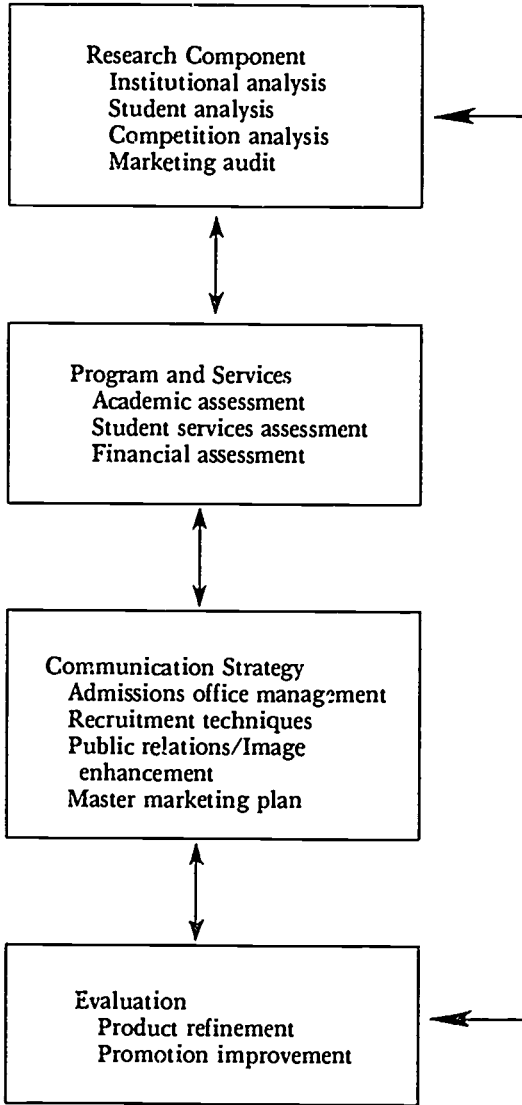 Research Component
Institutional analysis
Student analysis
Competition analysis
Marketing audit
Program and Services
Academic assessment
Student services assessment
Financial assessment
Communication Strategy
Admissions office management
Recruitment techniques
Public relations/Image
enhancement
Master marketing plan
Evaluation
Product refinement
Promotion improvement